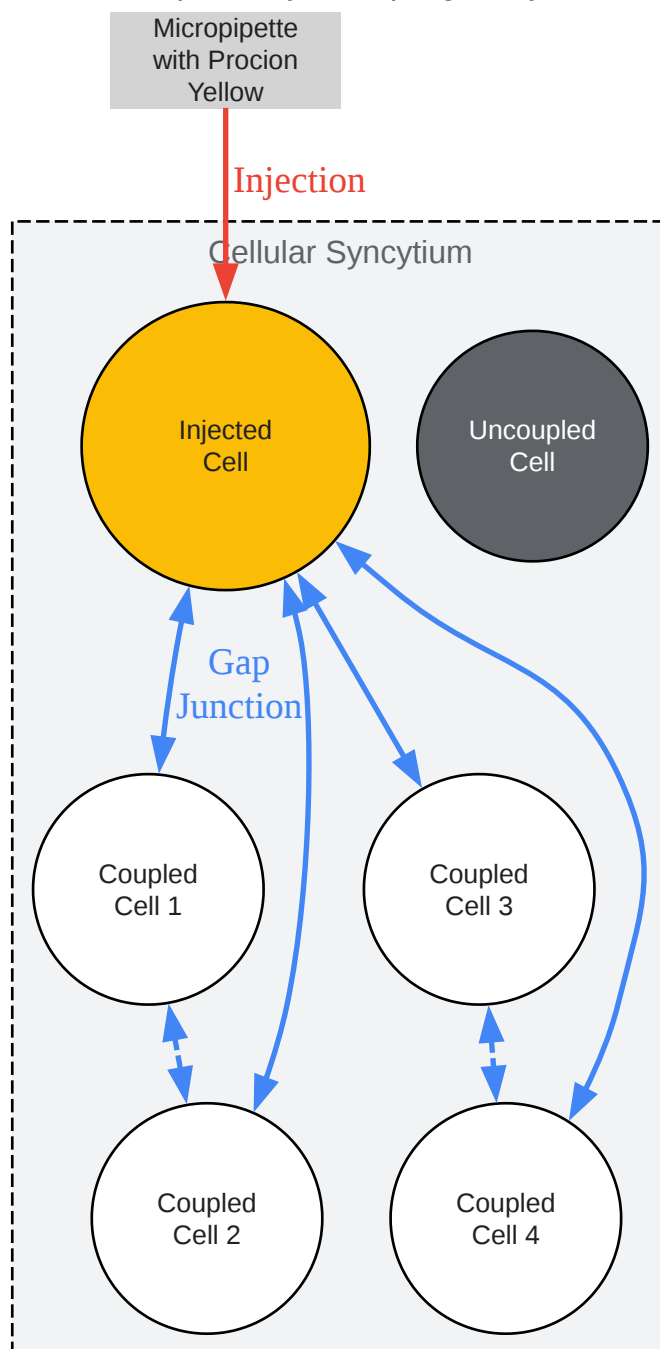 Micropipette
with Procion
Yellow
Injection
Cellular Syncytium
Injected
Cell
Uncoupled
Cell
Gap
Junction
Coupled
Cell 1
Coupled
Cell 3
Coupled
Cell 2
Coupled
Cell 4